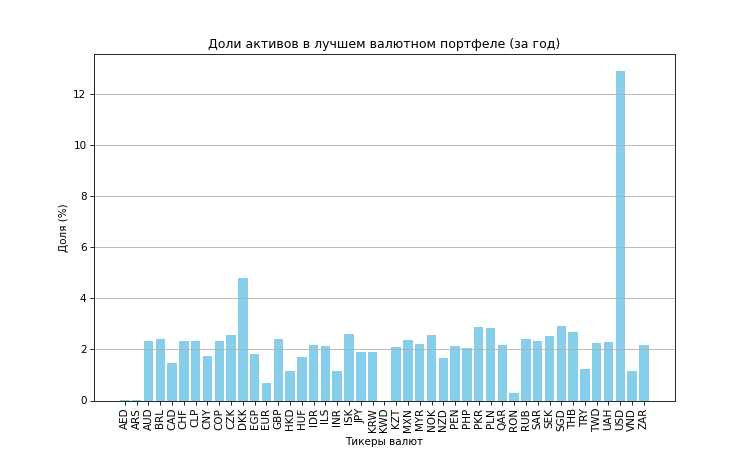 Доли активов в лучшем валютном портфеле (за год)
Доля (%)
12
10
8
6
4
2
0
AED ARS AUD BRL CAD CHF CLP CNY COP CZK DKK EGP EUR GBP HKD HUF IDR ILS INR ISK JPY KRW KWD KZT MXN MYR NOK NZD PEN PHP PKR PLN QAR RON RUB SAR SEK SGD THB TRY TWD UAH USD VND ZAR
Тикеры валют